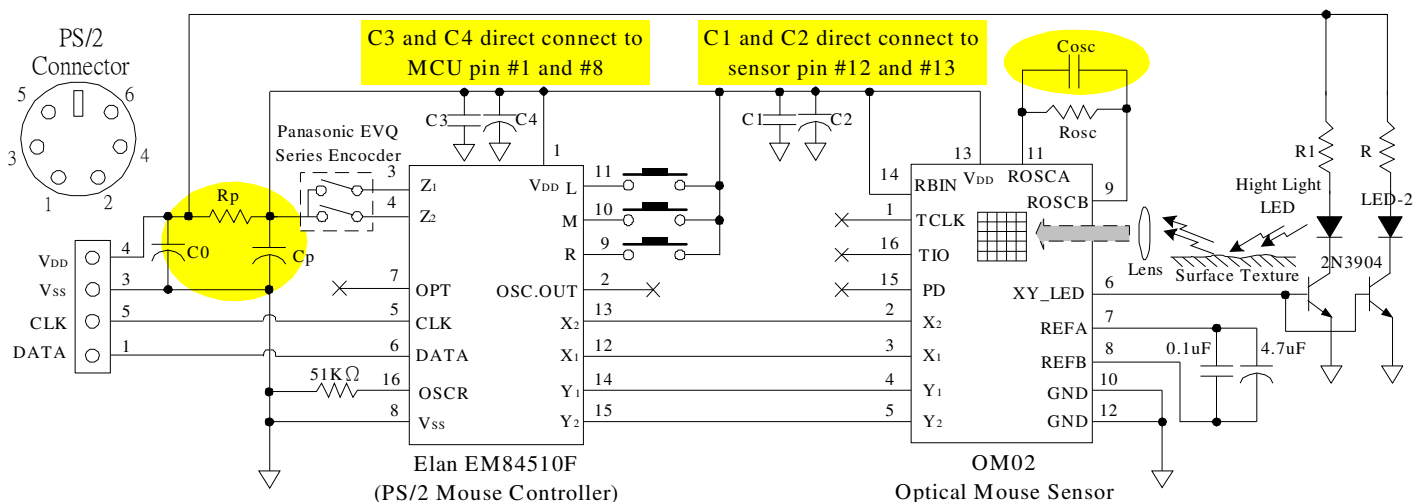 PS/2
Connector
5
6
3
4
1
2
C3 and C4 direct connect to
MCU pin #1 and #8
C1 and C2 direct connect to
sensor pin #12 and #13
Cosc
Rosc
C3
C4
C1
C2
Panasonic EVQ
Series Encocder
Rp
C0
Cp
VDD
4
VSS
3
CLK
5
DATA
1
51KΩ
1
3
Z1
4
Z2
7
OPT
5
CLK
6
DATA
16
OSCR
8
VSS
VDD
L
11
M
10
R
9
OSC.OUT
2
X2
13
X1
12
Y1
14
Y2
15
Elan EM84510F
(PS/2 Mouse Controller)
13
VDD
11
ROSCA
14
RBIN
1
TCLK
16
TIO
15
PD
2
X2
3
X1
4
Y1
5
Y2
9
ROSCB
XY_LED
6
REFA
7
REFB
8
GND
10
GND
12
OM02
Optical Mouse Sensor
Lens
Surface Texture
Hight Light
LED
R1
R
LED-2
2N3904
0.1uF
4.7uF